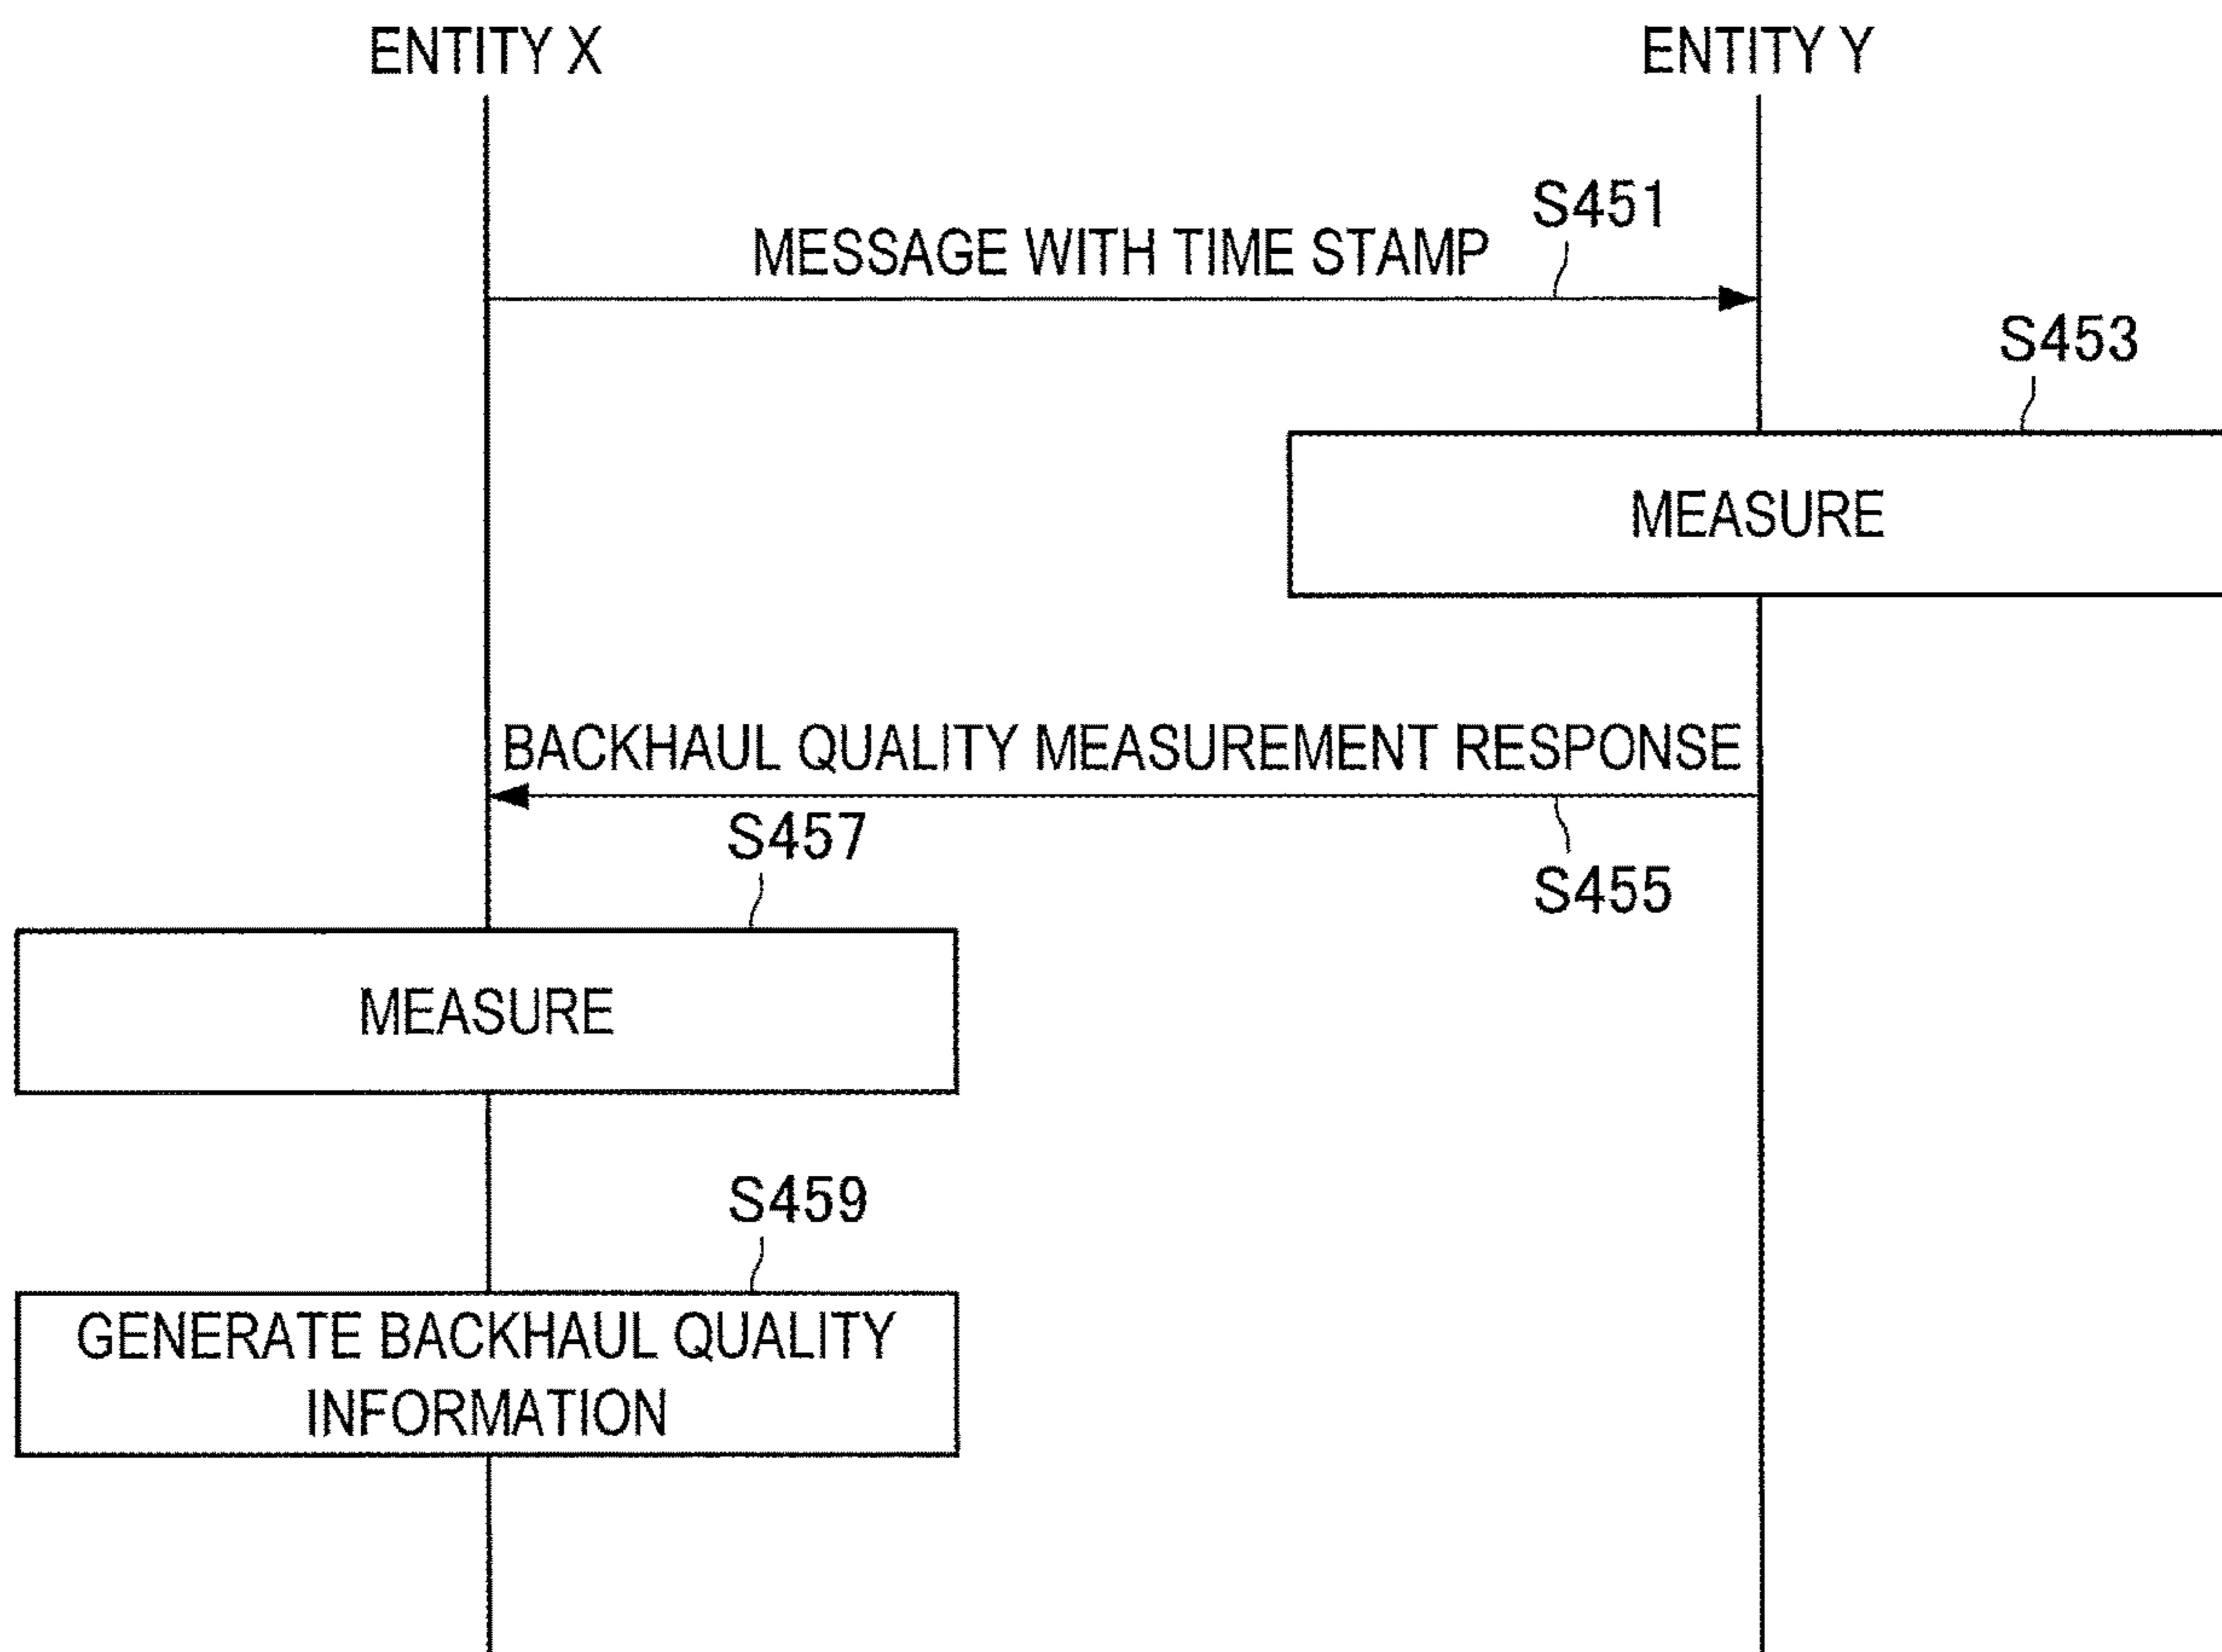 ENTITY X
ENTITY Y
S451
MESSAGE WITH TIME STAMP
S453
MEASURE
BACKHAUL QUALITY MEASUREMENT RESPONSE
S457
S455
MEASURE
S459
GENERATE BACKHAUL QUALITY
INFORMATION